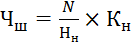 Чш = N/Нн × Кн